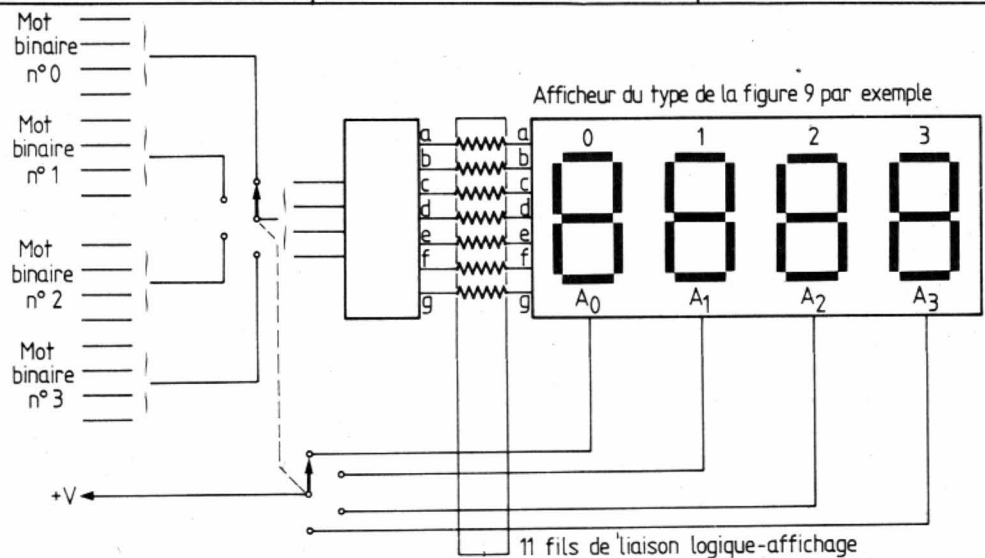 Mot
binaire
n° 0
Mot
binaire
n° 1
Mot
binaire
n° 2
Mot
binaire
n° 3
+V
a
b
c
d
e
f
g
Afficheur du type de la figure 9 par exemple
a
b
c
d
e
f
g
0 1 2 3
A0 A1 A2 A3
11 fils de liaison logique-affichage